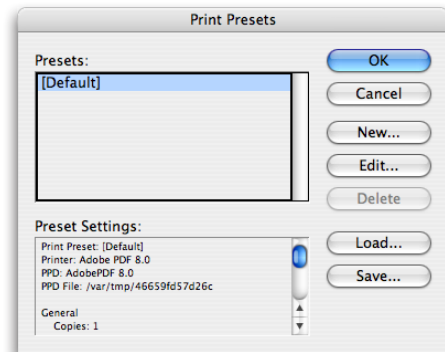 Print Presets
Presets:
[Default]
OK
Cancel
New...
Edit...
Delete
Preset Settings:
Print Preset: [Default]
Printer: Adobe PDF 8.0
PPD: AdobePDF 8.0
PPD File: /var/tmp/46659fd57d26c
General
Copies: 1
Load...
Save...